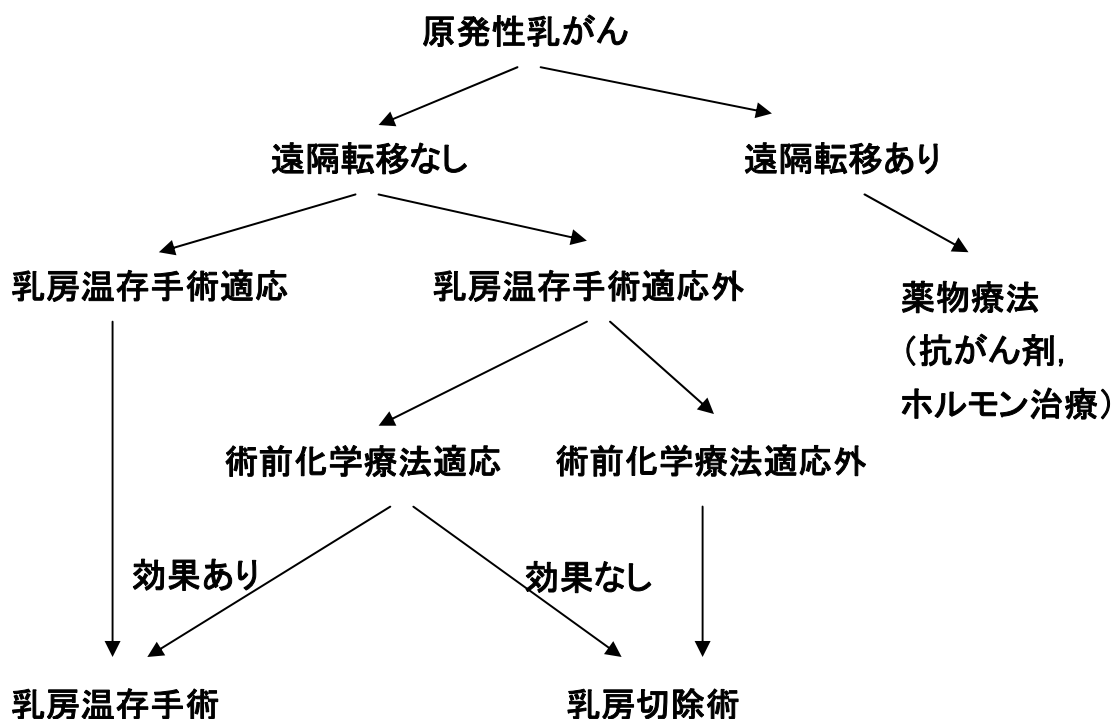 原発性乳がん
遠隔転移なし
遠隔転移あり
乳房温存手術適応
乳房温存手術適応外
薬物療法
（抗がん剤,
ホルモン治療）
術前化学療法適応
術前化学療法適応外
効果あり
効果なし
乳房温存手術
乳房切除術